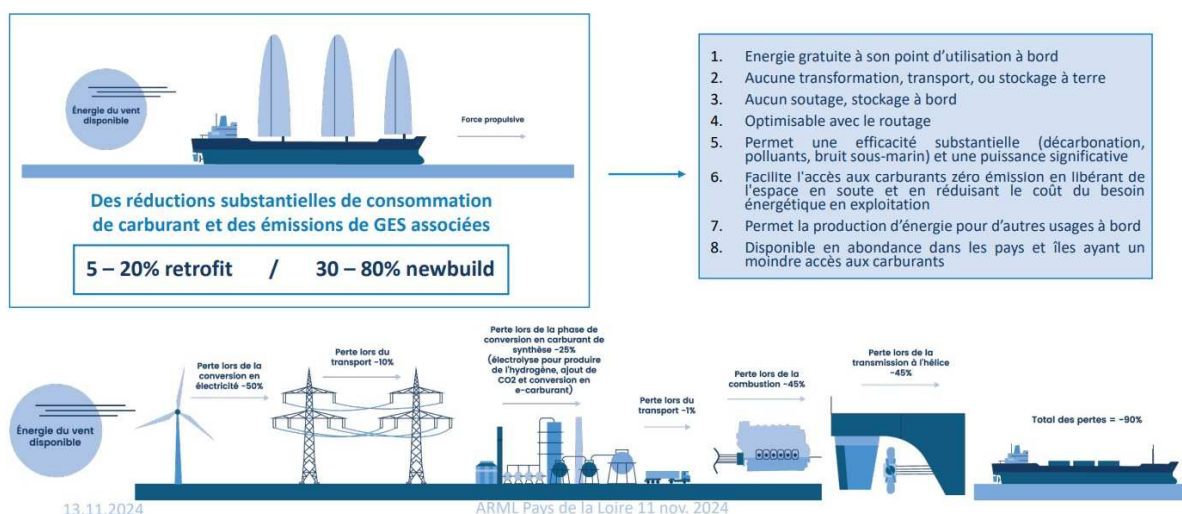 Énergie du vent
disponible
Force propulsive
Des réductions substantielles de consommation
de carburant et des émissions de GES associées
5 – 20% retrofit / 30 – 80% newbuild
1. Energie gratuite à son point d’utilisation à bord
2. Aucune transformation, transport, ou stockage à terre
3. Aucun soutage, stockage à bord
4. Optimisable avec le routage
5. Permet une efficacité substantielle (décarbonation,
polluants, bruit sous-marin) et une puissance significative
6. Facilite l'accès aux carburants zéro émission en libérant de
l'espace en soute et en réduisant le coût du besoin
énergétique en exploitation
7. Permet la production d’énergie pour d’autres usages à bord
8. Disponible en abondance dans les pays et îles ayant un
moindre accès aux carburants
Énergie du vent
disponible
Perte lors de la
conversion en
électricité ~50%
Perte lors du
transport ~10%
Perte lors de la phase de
conversion en carburant de
synthèse ~25%
(électrolyse pour produire
de l'hydrogène, ajout de
CO2 et conversion en
e-carburant)
Perte lors du
transport ~1%
Perte lors de la
combustion ~45%
Perte lors de la
transmission à l'hélice
~45%
Total des pertes = ~90%
13.11.2024
ARML Pays de la Loire 11 nov. 2024